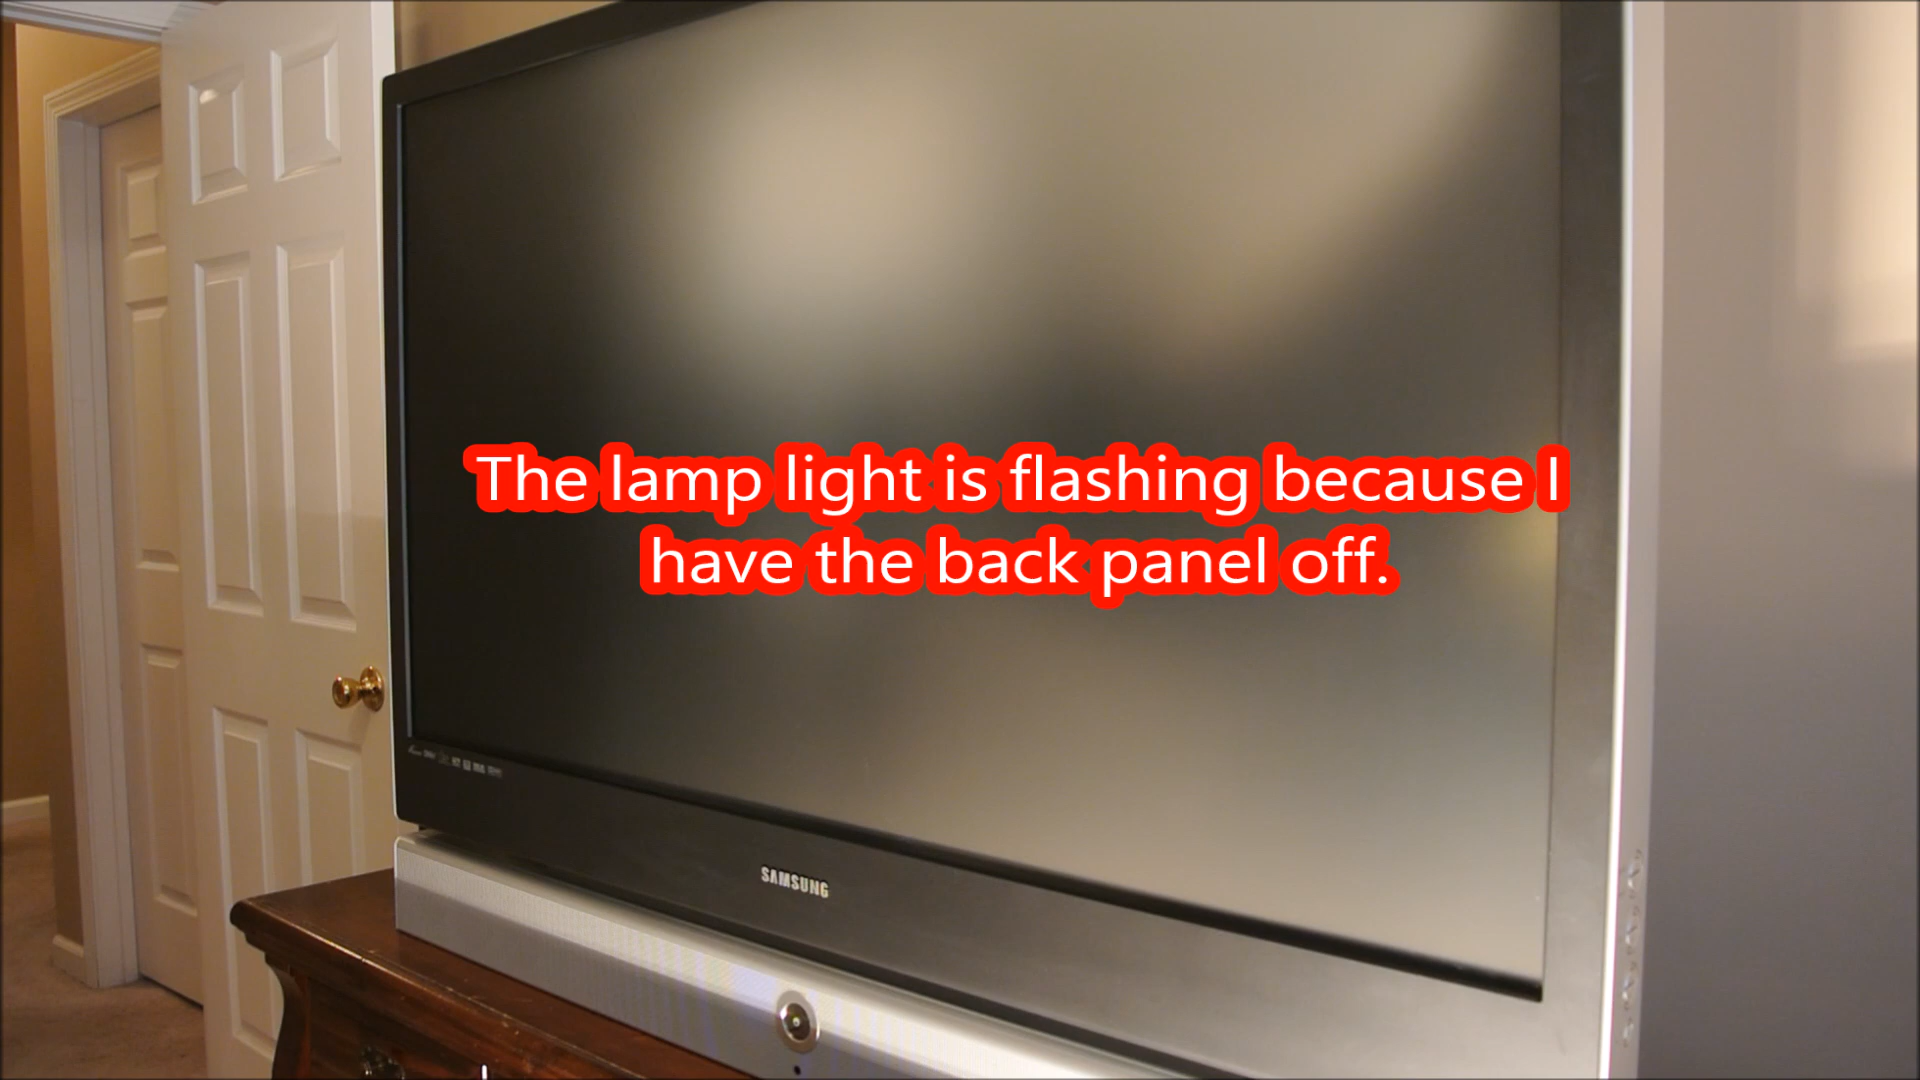 The lamp light is flashing because I
have the back panel off.
SAMSUNG